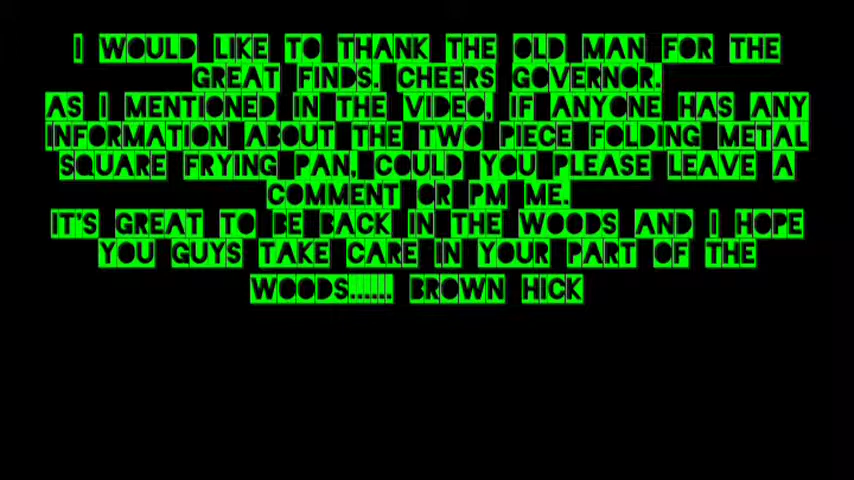 I WOULD LIKE TO THANK THE OLD MAN FOR THE
GREAT FINDS. CHEERS GOVERNOR.
AS I MENTIONED IN THE VIDEO, IF ANYONE HAS ANY
INFORMATION ABOUT THE TWO PIECE FOLDING METAL
SQUARE FRYING PAN, COULD YOU PLEASE LEAVE A
COMMENT OR PM ME.
IT'S GREAT TO BE BACK IN THE WOODS AND I HOPE
YOU GUYS TAKE CARE IN YOUR PART OF THE
WOODS...... BROWN HICK